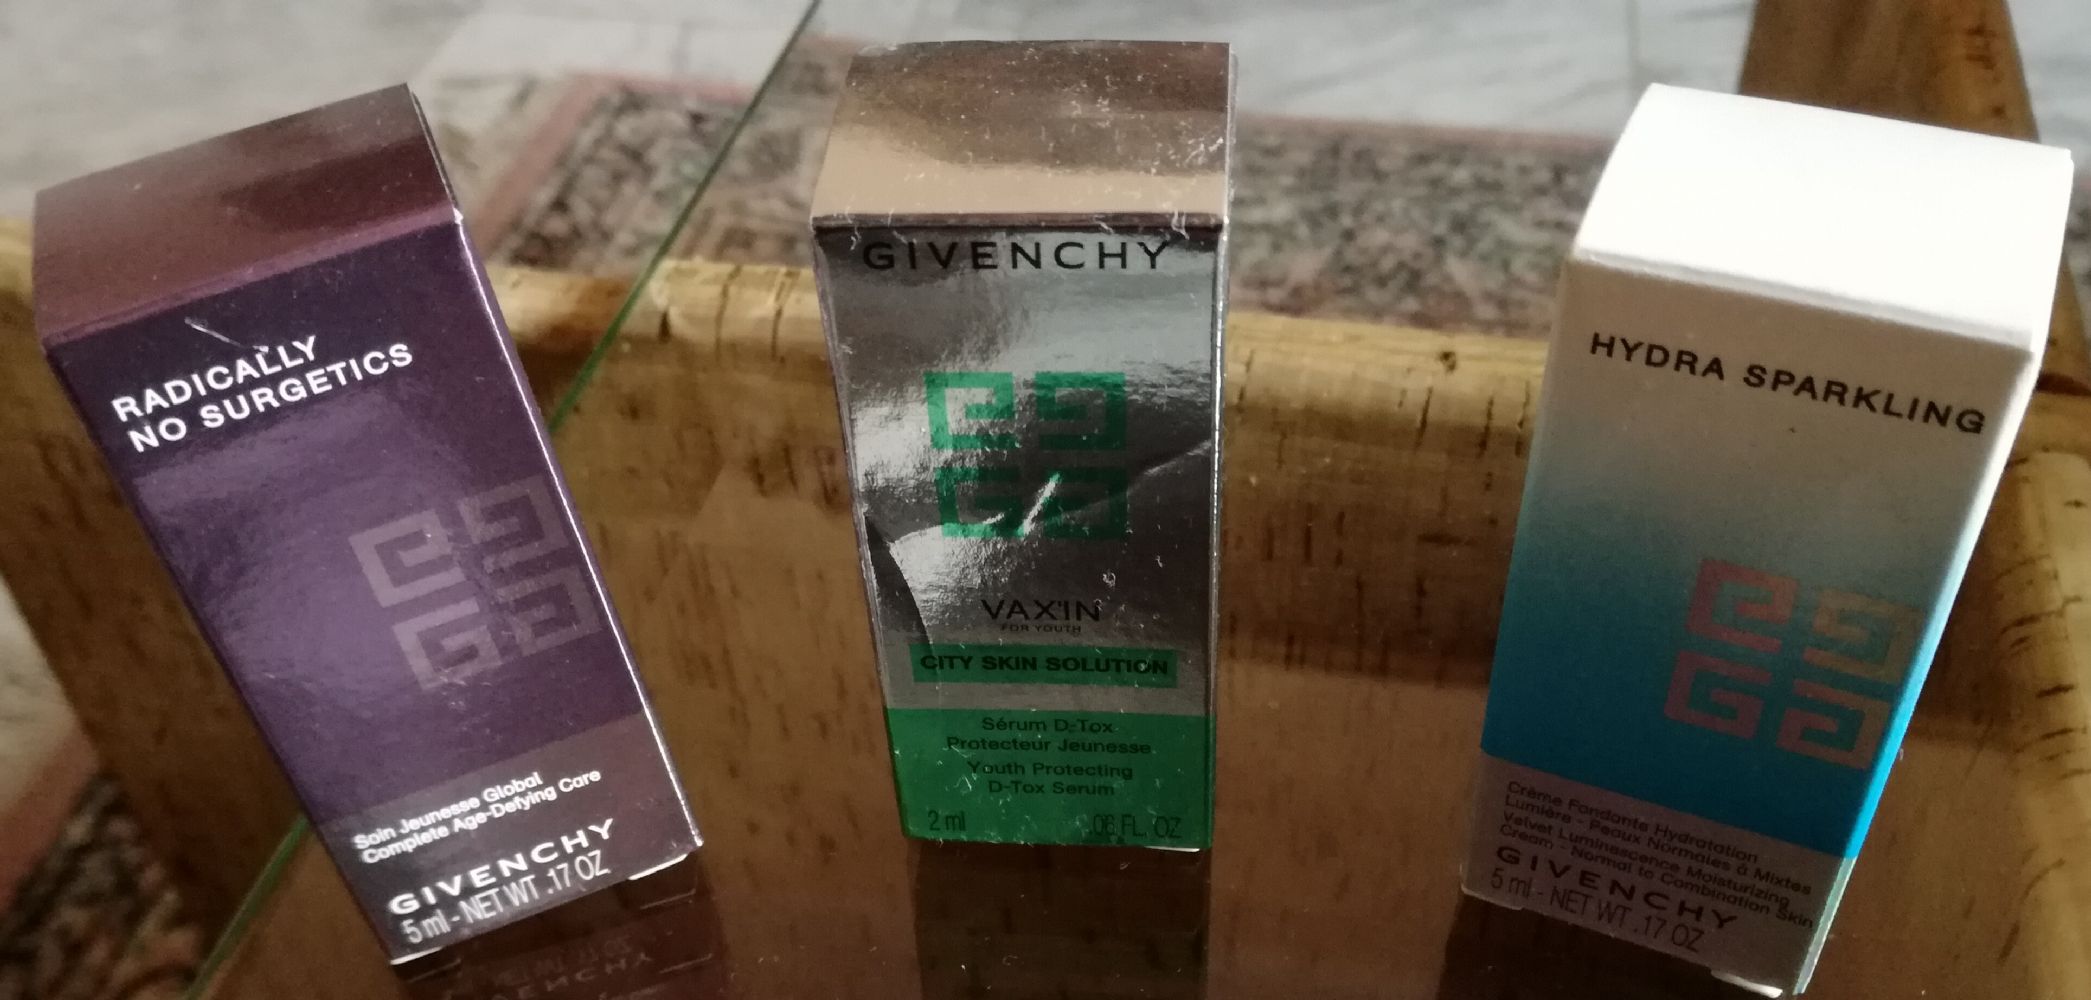 RADICALLY
NO SURGETICS
Soin Jeunesse Global
Complete Age-Defying Care
GIVENCHY
5 ml - NET WT .17 OZ
GIVENCHY
VAX'IN
FOR YOUTH
CITY SKIN SOLUTION
Sérum D-Tox
Protecteur Jeunesse
Youth Protecting
D-Tox Serum
2 ml .06 FL. OZ
HYDRA SPARKLING
Crème Fondante Hydratation
Lumière - Peaux Normales à Mixtes
Velvet Luminescence Moisturizing
Cream - Normal to Combination Skin
GIVENCHY
5 ml - NET WT .17 OZ